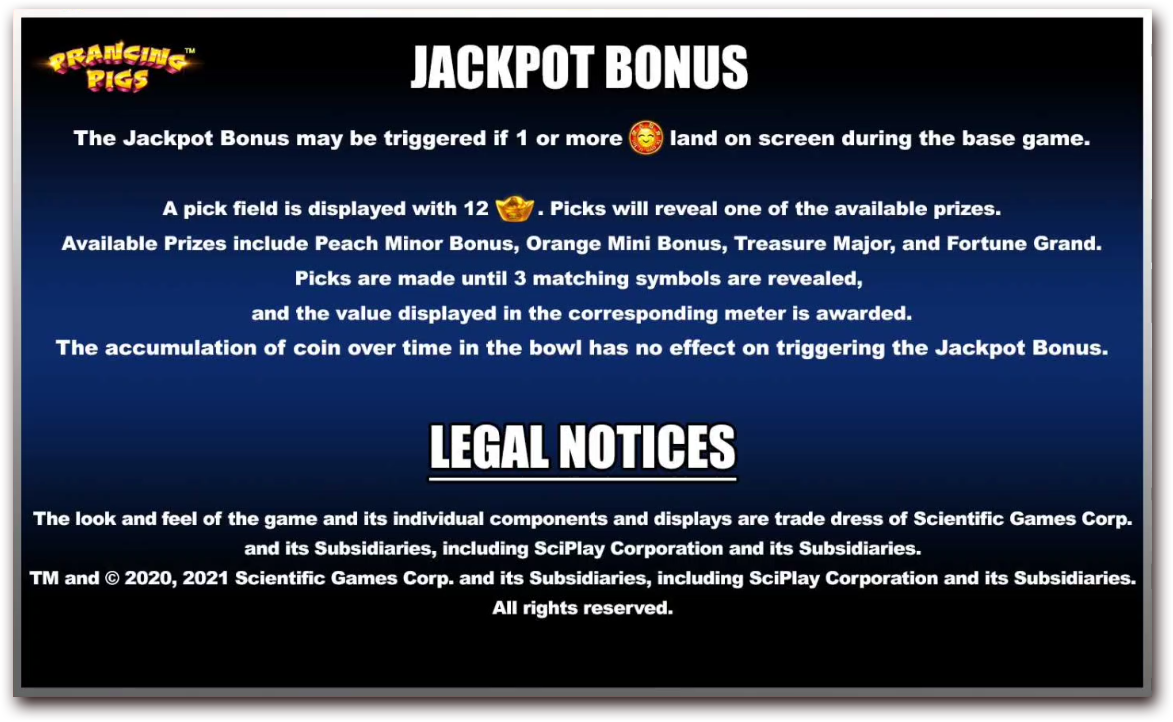 PRANCING™
PIGS
JACKPOT BONUS
The Jackpot Bonus may be triggered if 1 or more land on screen during the base game.
A pick field is displayed with 12 . Picks will reveal one of the available prizes.
Available Prizes include Peach Minor Bonus, Orange Mini Bonus, Treasure Major, and Fortune Grand.
Picks are made until 3 matching symbols are revealed,
and the value displayed in the corresponding meter is awarded.
The accumulation of coin over time in the bowl has no effect on triggering the Jackpot Bonus.
LEGAL NOTICES
The look and feel of the game and its individual components and displays are trade dress of Scientific Games Corp.
and its Subsidiaries, including SciPlay Corporation and its Subsidiaries.
TM and © 2020, 2021 Scientific Games Corp. and its Subsidiaries, including SciPlay Corporation and its Subsidiaries.
All rights reserved.